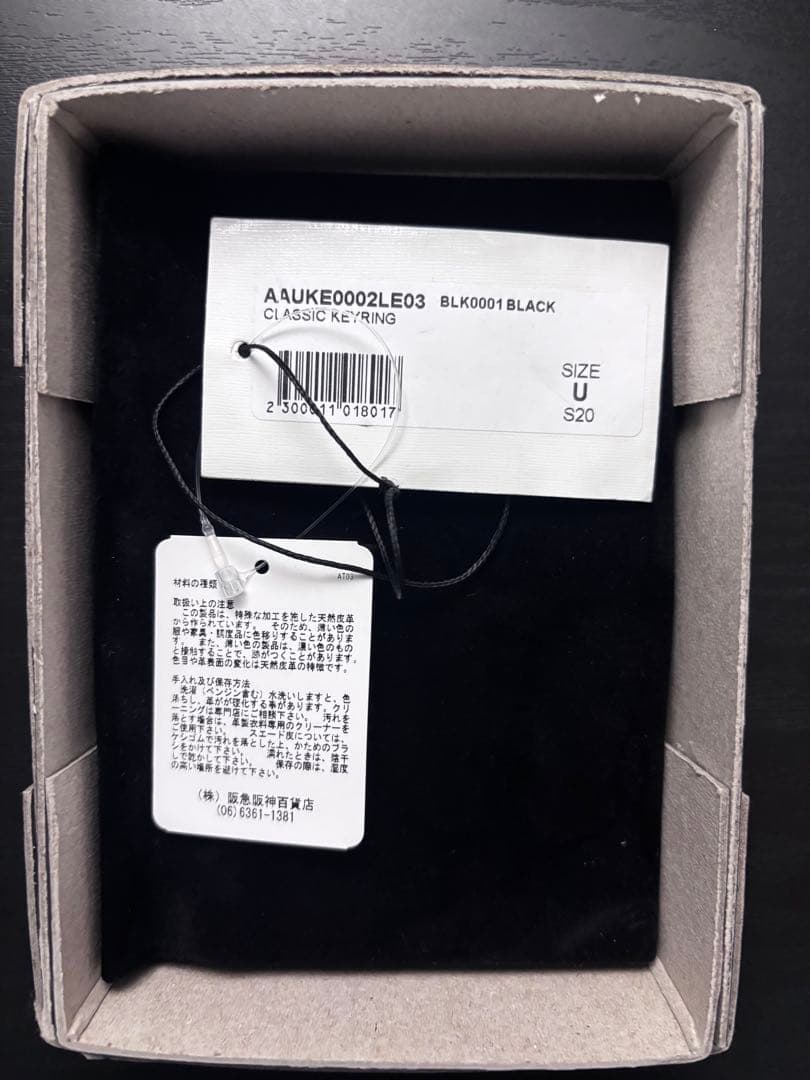 AAUKE0002LE03 BLK0001 BLACK
CLASSIC KEYRING
SIZE
U
S20
2 300011 018017
材料の種類
AT03
取扱い上の注意
この製品は、特殊な加工を施した天然皮革
から作られています。 そのため、濃い色の
服や家具・調度品に色移りすることがありま
す。 また、薄い色の製品は、濃い色のもの
と接触することで、跡がつくことがあります。
色目や革表面の変化は天然皮革の特徴です。
手入れ及び保存方法
洗濯（ベンジン含む）水洗いしますと、色
落ちし、革が硬化する事があります。クリ
ーニングは専門店にご相談下さい。 汚れを
落とす場合は、革製衣料専用のクリーナーを
ご使用下さい。 スエード皮については、
ケシゴムで汚れを落とした上、かためのブラ
シをかけて下さい。 濡れたときは、陰干
しで乾かして下さい。 保存の際は、湿度
の高い場所を避けて下さい。
（株）阪急阪神百貨店
(06)6361-1381